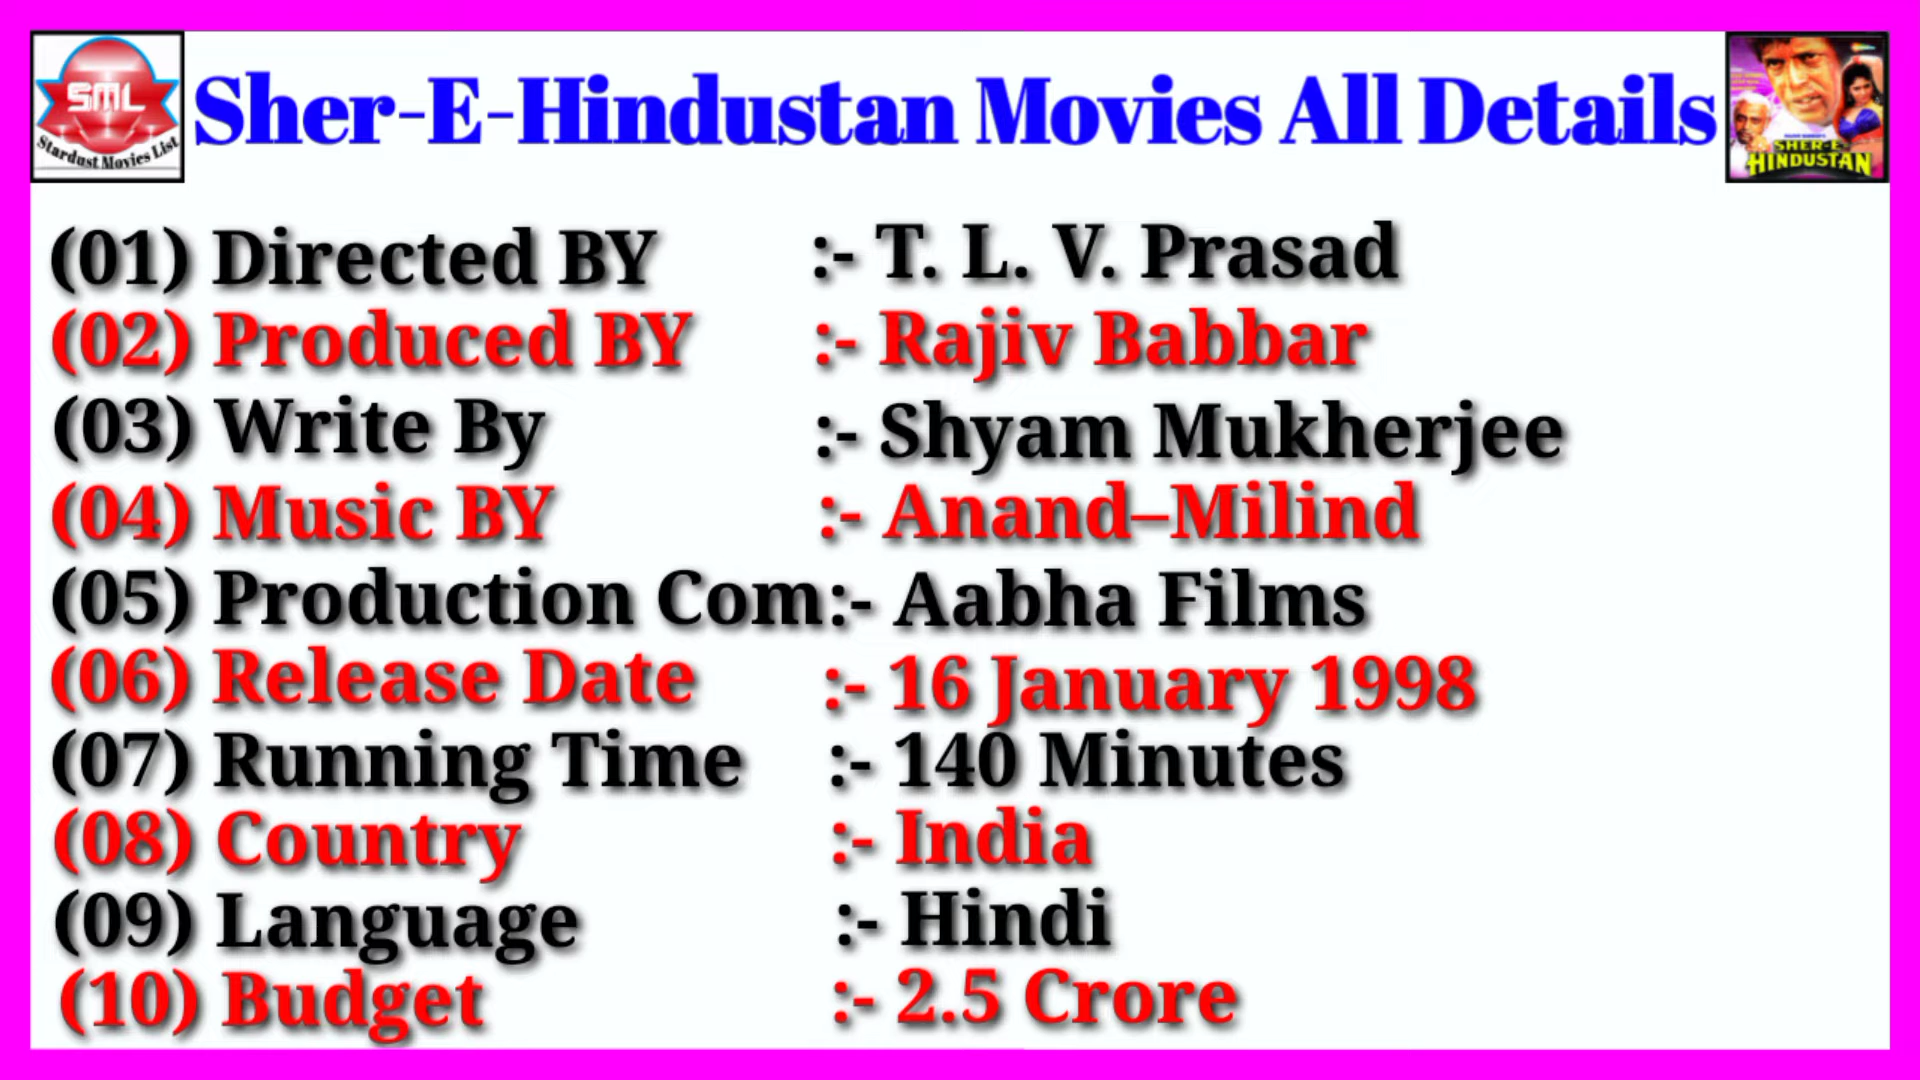 SML
Stardust Movies List
Sher-E-Hindustan Movies All Details
SHER-E-
HINDUSTAN
(01) Directed BY :- T. L. V. Prasad
(02) Produced BY :- Rajiv Babbar
(03) Write By :- Shyam Mukherjee
(04) Music BY :- Anand–Milind
(05) Production Com:- Aabha Films
(06) Release Date :- 16 January 1998
(07) Running Time :- 140 Minutes
(08) Country :- India
(09) Language :- Hindi
(10) Budget :- 2.5 Crore